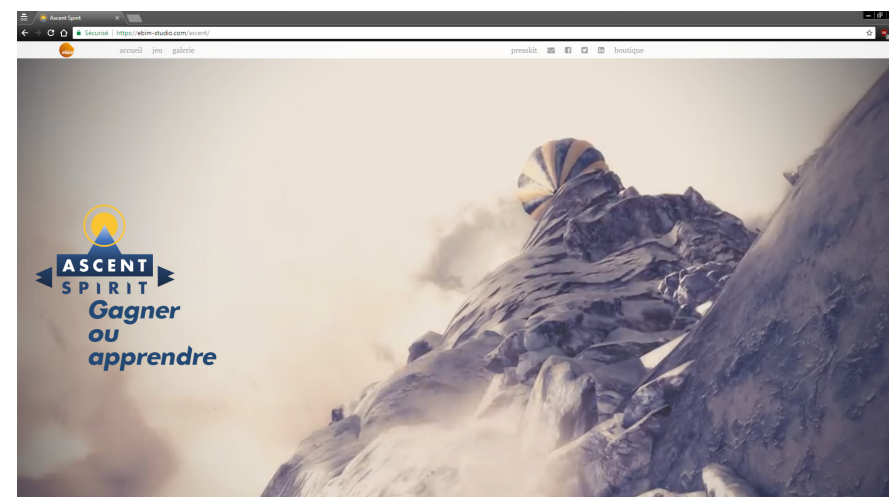 Ascent Spirit
Sécurisé | https://ebim-studio.com/ascent/
ebim
accueil jeu galerie
presskit
boutique
ASCENT
SPIRIT
Gagner
ou
apprendre